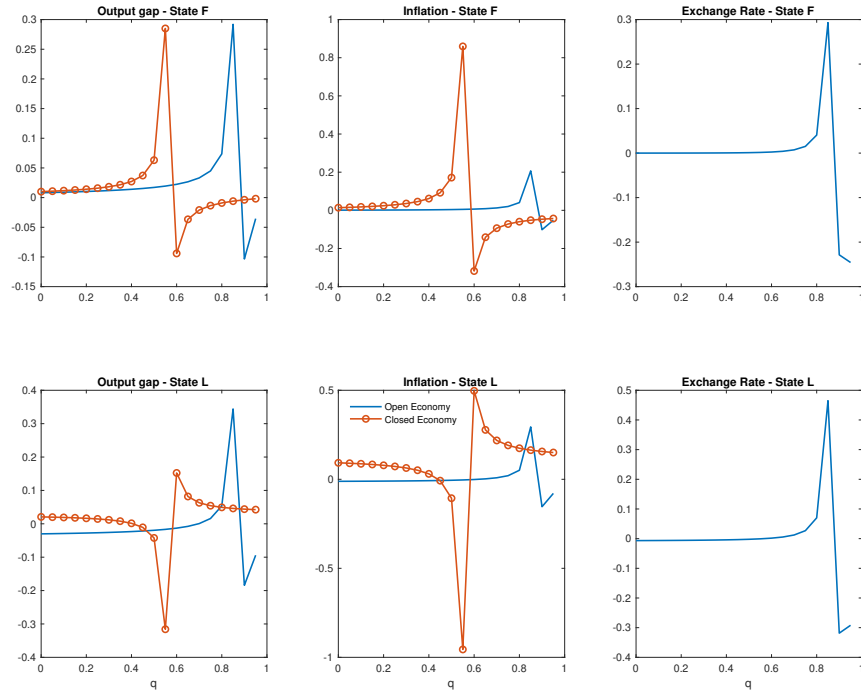 Output gap - State F
0.3
0.25
0.2
0.15
0.1
0.05
0
-0.05
-0.1
-0.15
0 0.2 0.4 0.6 0.8 1
Inflation - State F
1
0.8
0.6
0.4
0.2
0
-0.2
-0.4
0 0.2 0.4 0.6 0.8 1
Exchange Rate - State F
0.3
0.2
0.1
0
-0.1
-0.2
-0.3
0 0.2 0.4 0.6 0.8 1
Output gap - State L
0.4
0.3
0.2
0.1
0
-0.1
-0.2
-0.3
-0.4
0 0.2 0.4 0.6 0.8 1
q
Inflation - State L
0.5
0
-0.5
-1
Open Economy
Closed Economy
0 0.2 0.4 0.6 0.8 1
q
Exchange Rate - State L
0.5
0.4
0.3
0.2
0.1
0
-0.1
-0.2
-0.3
-0.4
0 0.2 0.4 0.6 0.8 1
q